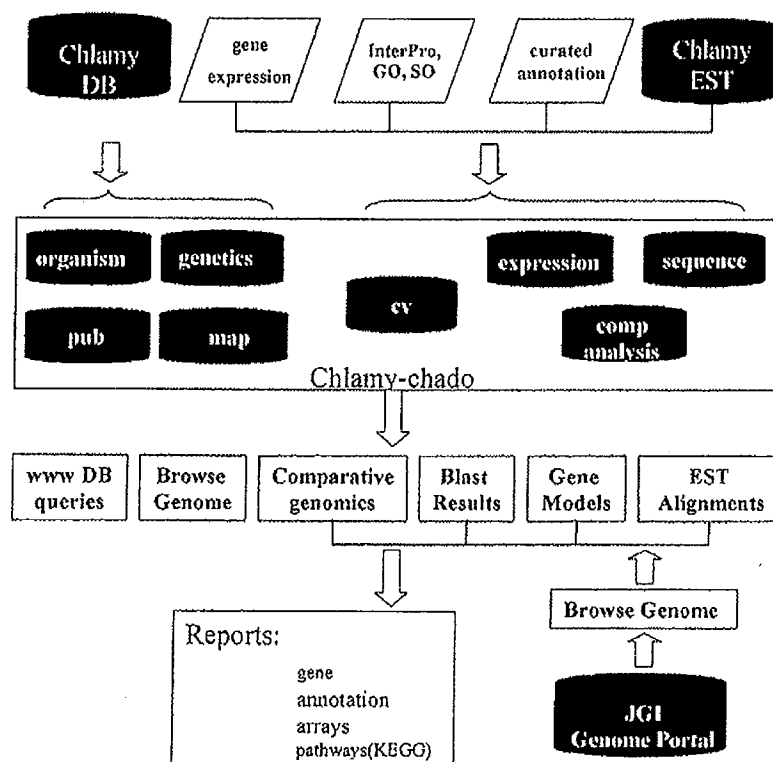 Chlamy
DB
gene
expression
InterPro,
GO, SO
curated
annotation
Chlamy
EST
organism
genetics
expression
sequence
cv
pub
map
comp
analysis
Chlamy-chado
www DB
queries
Browse
Genome
Comparative
genomics
Blast
Results
Gene
Models
EST
Alignments
Browse Genome
Reports:
gene
annotation
arrays
pathways(KEGG)
JGI
Genome Portal